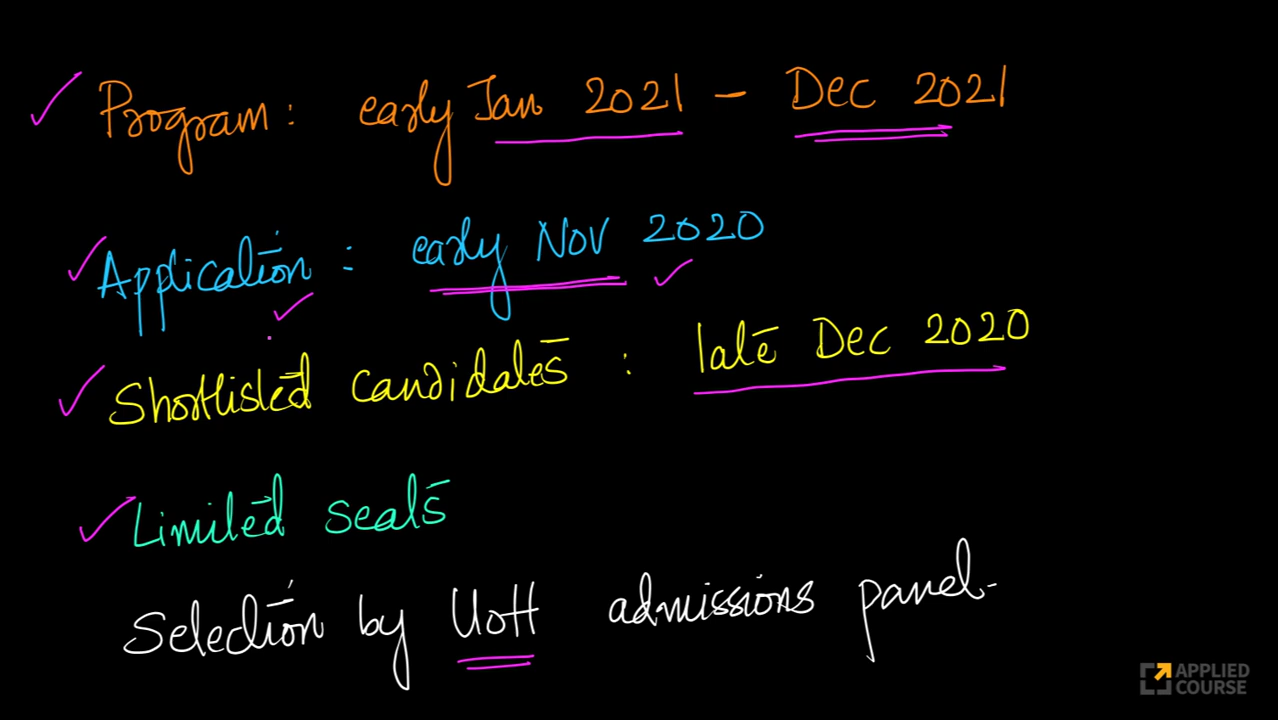 Program: early Jan 2021 - Dec 2021
Application : early Nov 2020
Shortlisted candidates : late Dec 2020
Limited seats
Selection by UoH admissions panel-
APPLIED
COURSE